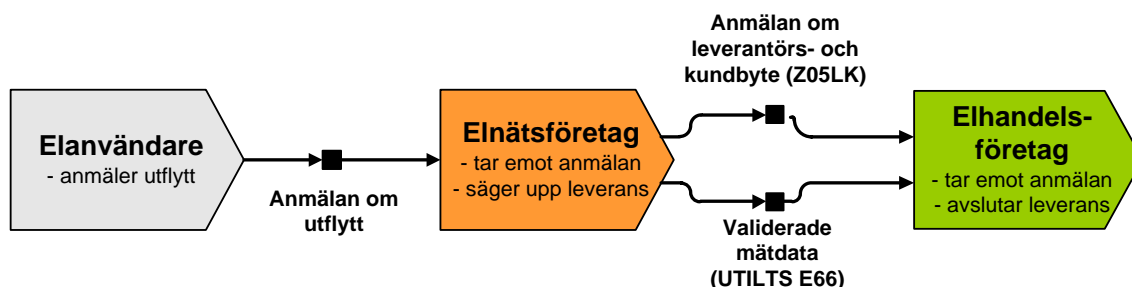 Elanvändare
- anmäler utflytt
Anmälan om
utflytt
Elnätsföretag
- tar emot anmälan
- säger upp leverans
Anmälan om
leverantörs- och
kundbyte (Z05LK)
Validerade
mätdata
(UTILTS E66)
Elhandels-
företag
- tar emot anmälan
- avslutar leverans